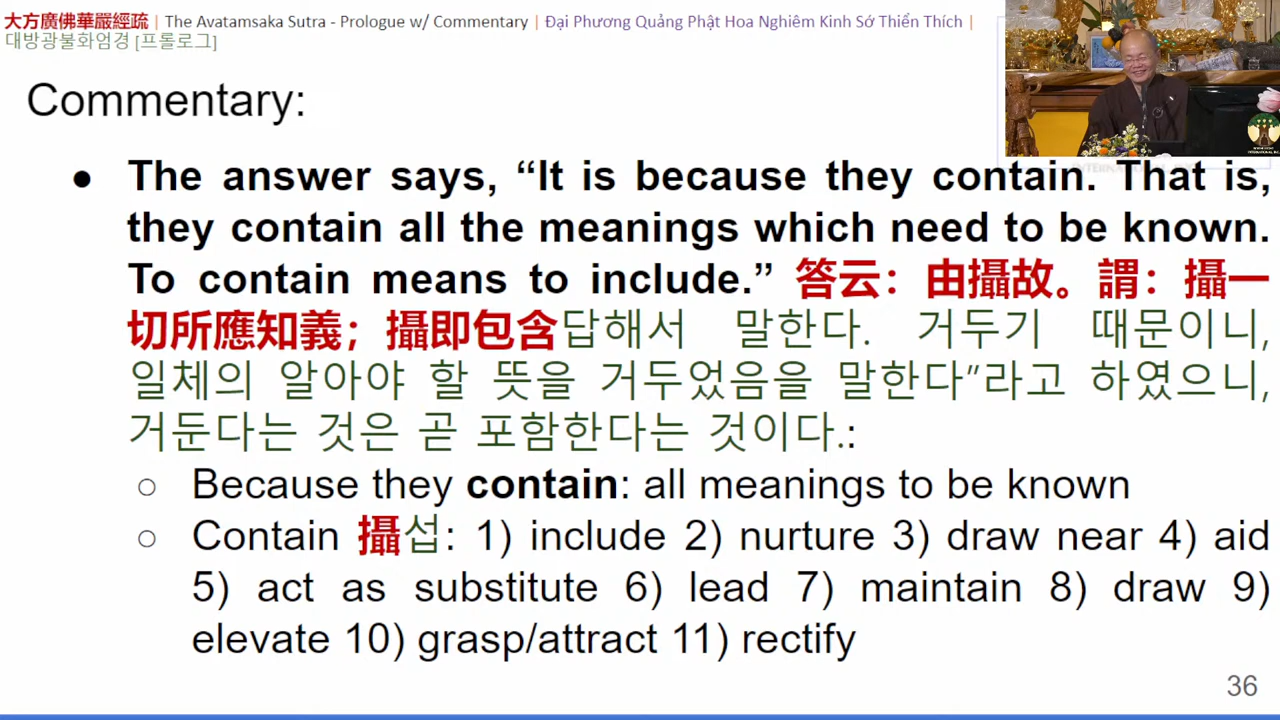 大方廣佛華嚴經疏 | The Avatamsaka Sutra - Prologue w/ Commentary | Đại Phương Quảng Phật Hoa Nghiêm Kinh Sớ Thiển Thích |
대방광불화엄경 [프롤로그]
Commentary:
● The answer says, “It is because they contain. That is,
they contain all the meanings which need to be known.
To contain means to include.” 答云：由攝故。謂：攝一
切所應知義；攝即包含답해서 말한다. 거두기 때문이니,
일체의 알아야 할 뜻을 거두었음을 말한다”라고 하였으니,
거둔다는 것은 곧 포함한다는 것이다.:
○ Because they contain: all meanings to be known
○ Contain 攝섭: 1) include 2) nurture 3) draw near 4) aid
5) act as substitute 6) lead 7) maintain 8) draw 9)
elevate 10) grasp/attract 11) rectify
36